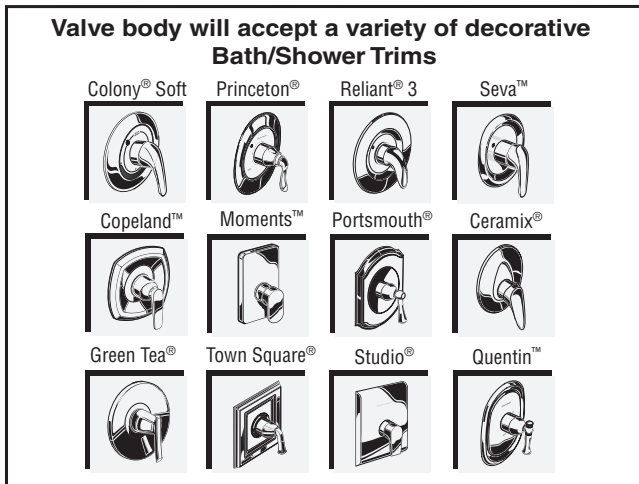 Valve body will accept a variety of decorative
Bath/Shower Trims
Colony® Soft Princeton® Reliant® 3 Seva™
Copeland™ Moments™ Portsmouth® Ceramix®
Green Tea® Town Square® Studio® Quentin™